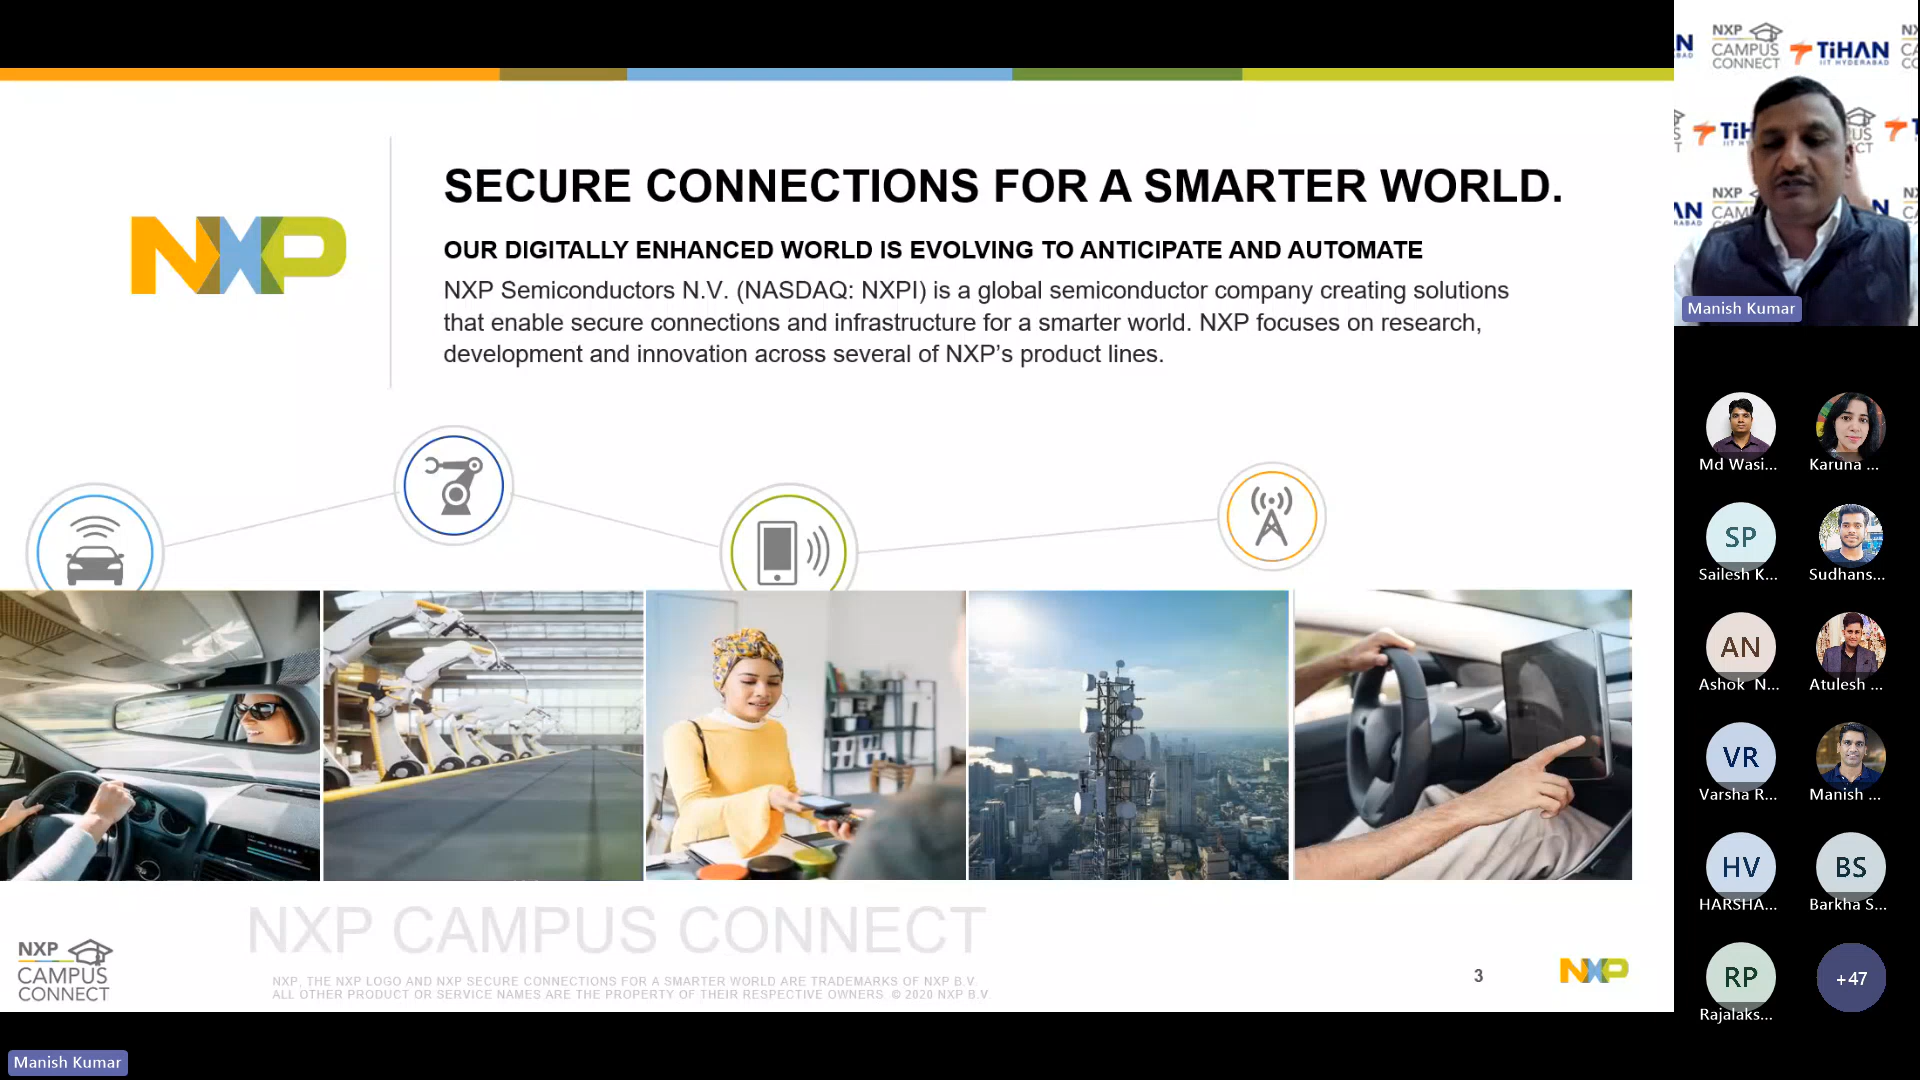 NXP
SECURE CONNECTIONS FOR A SMARTER WORLD.
OUR DIGITALLY ENHANCED WORLD IS EVOLVING TO ANTICIPATE AND AUTOMATE
NXP Semiconductors N.V. (NASDAQ: NXPI) is a global semiconductor company creating solutions
that enable secure connections and infrastructure for a smarter world. NXP focuses on research,
development and innovation across several of NXP’s product lines.
NXP CAMPUS CONNECT
NXP, THE NXP LOGO AND NXP SECURE CONNECTIONS FOR A SMARTER WORLD ARE TRADEMARKS OF NXP B.V.
ALL OTHER PRODUCT OR SERVICE NAMES ARE THE PROPERTY OF THEIR RESPECTIVE OWNERS. © 2020 NXP B.V.
NXP
CAMPUS
CONNECT
3
NXP
Manish Kumar
NXP
CAMPUS
CONNECT
TiHAN
IIT HYDERABAD
Manish Kumar
Md Wasi...
Karuna ...
SP
Sailesh K...
Sudhans...
AN
Ashok N...
Atulesh ...
VR
Varsha R...
Manish ...
HV
HARSHA...
BS
Barkha S...
RP
Rajalaks...
+47